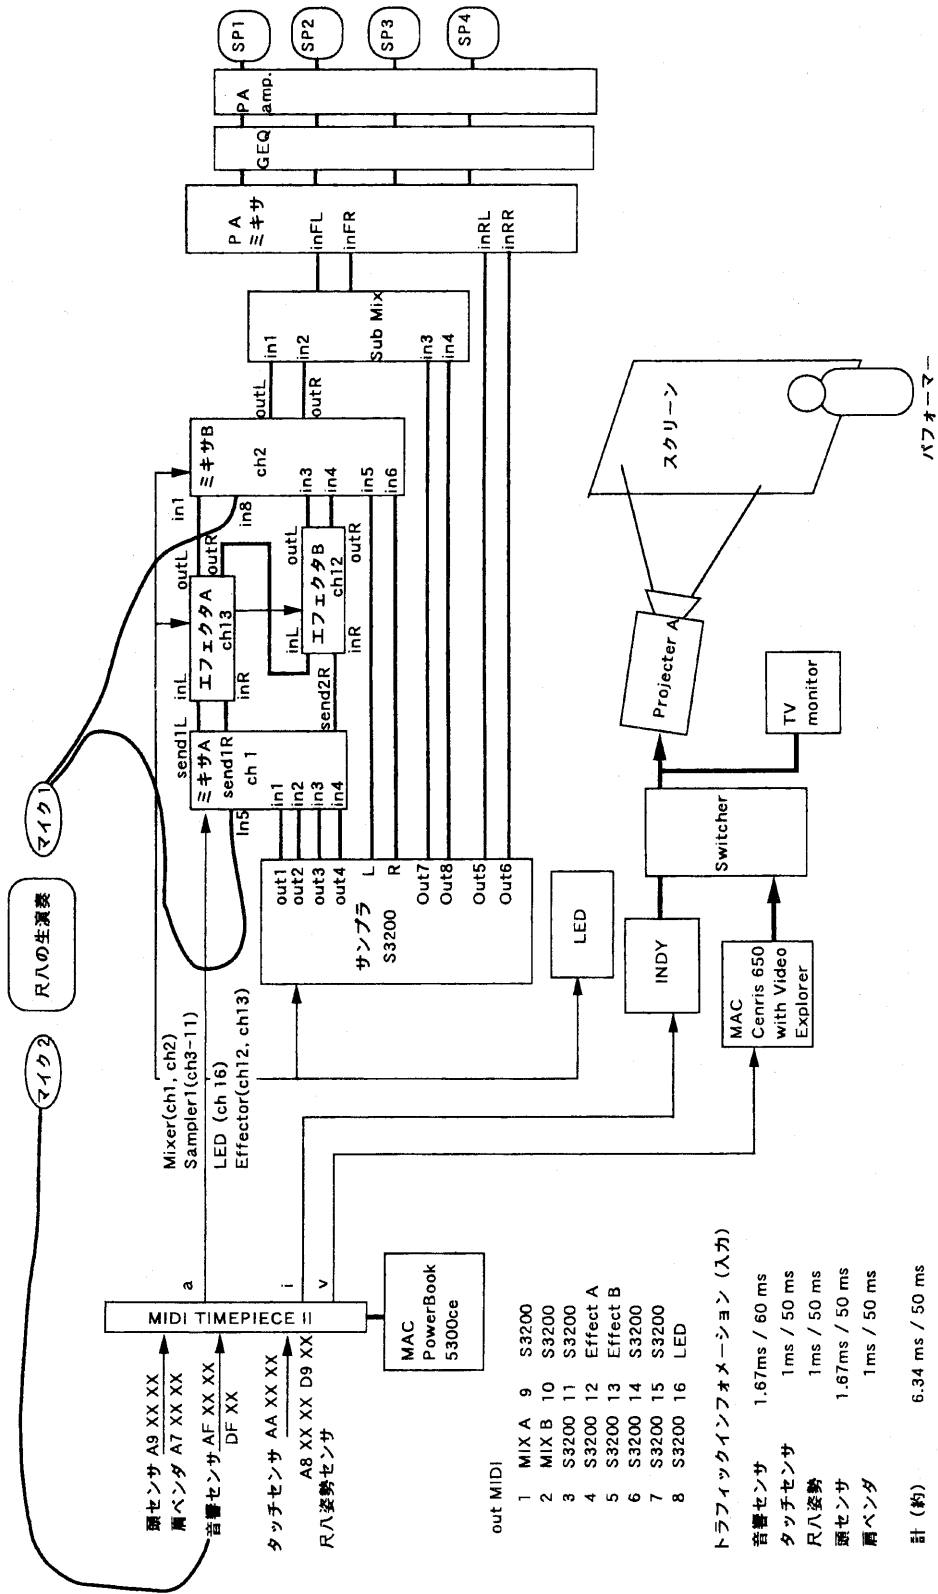 マイク2
尺八の生演奏
マイク1
頭センサ A9 XX XX
肩ベンダ A7 XX XX
音響センサ AF XX XX
DF XX
タッチセンサ AA XX XX
A8 XX XX D9 XX
尺八姿勢センサ
MIDI TIMEPIECE II
a
i
v
MAC
PowerBook
5300ce
Mixer(ch1, ch2)
Sampler1(ch3-11)
LED (ch 16)
Effector(ch12, ch13)
ミキサA
send1L
send1R
ch 1
send2R
In5
in1
in2
in3
in4
エフェクタA
ch13
inL
inR
outL
outR
エフェクタB
ch12
inL
inR
outL
outR
ミキサB
ch2
in1
in8
in3
in4
in5
in6
outL
outR
サンプラ
S3200
out1
out2
out3
out4
L
R
Out7
Out8
Out5
Out6
Sub Mix
in1
in2
in3
in4
PA
ミキサ
inFL
inFR
inRL
inRR
GEQ
PA
amp.
SP1
SP2
SP3
SP4
LED
INDY
MAC
Cenris 650
with Video
Explorer
Switcher
TV
monitor
Projecter A
スクリーン
パフォーマー
out MIDI
1 MIX A 9 S3200
2 MIX B 10 S3200
3 S3200 11 S3200
4 S3200 12 Effect A
5 S3200 13 Effect B
6 S3200 14 S3200
7 S3200 15 S3200
8 S3200 16 LED
トラフィックインフォメーション (入力)
音響センサ 1.67ms / 60 ms
タッチセンサ 1ms / 50 ms
尺八姿勢 1ms / 50 ms
頭センサ 1.67ms / 50 ms
肩ベンダ 1ms / 50 ms
計 (約) 6.34 ms / 50 ms